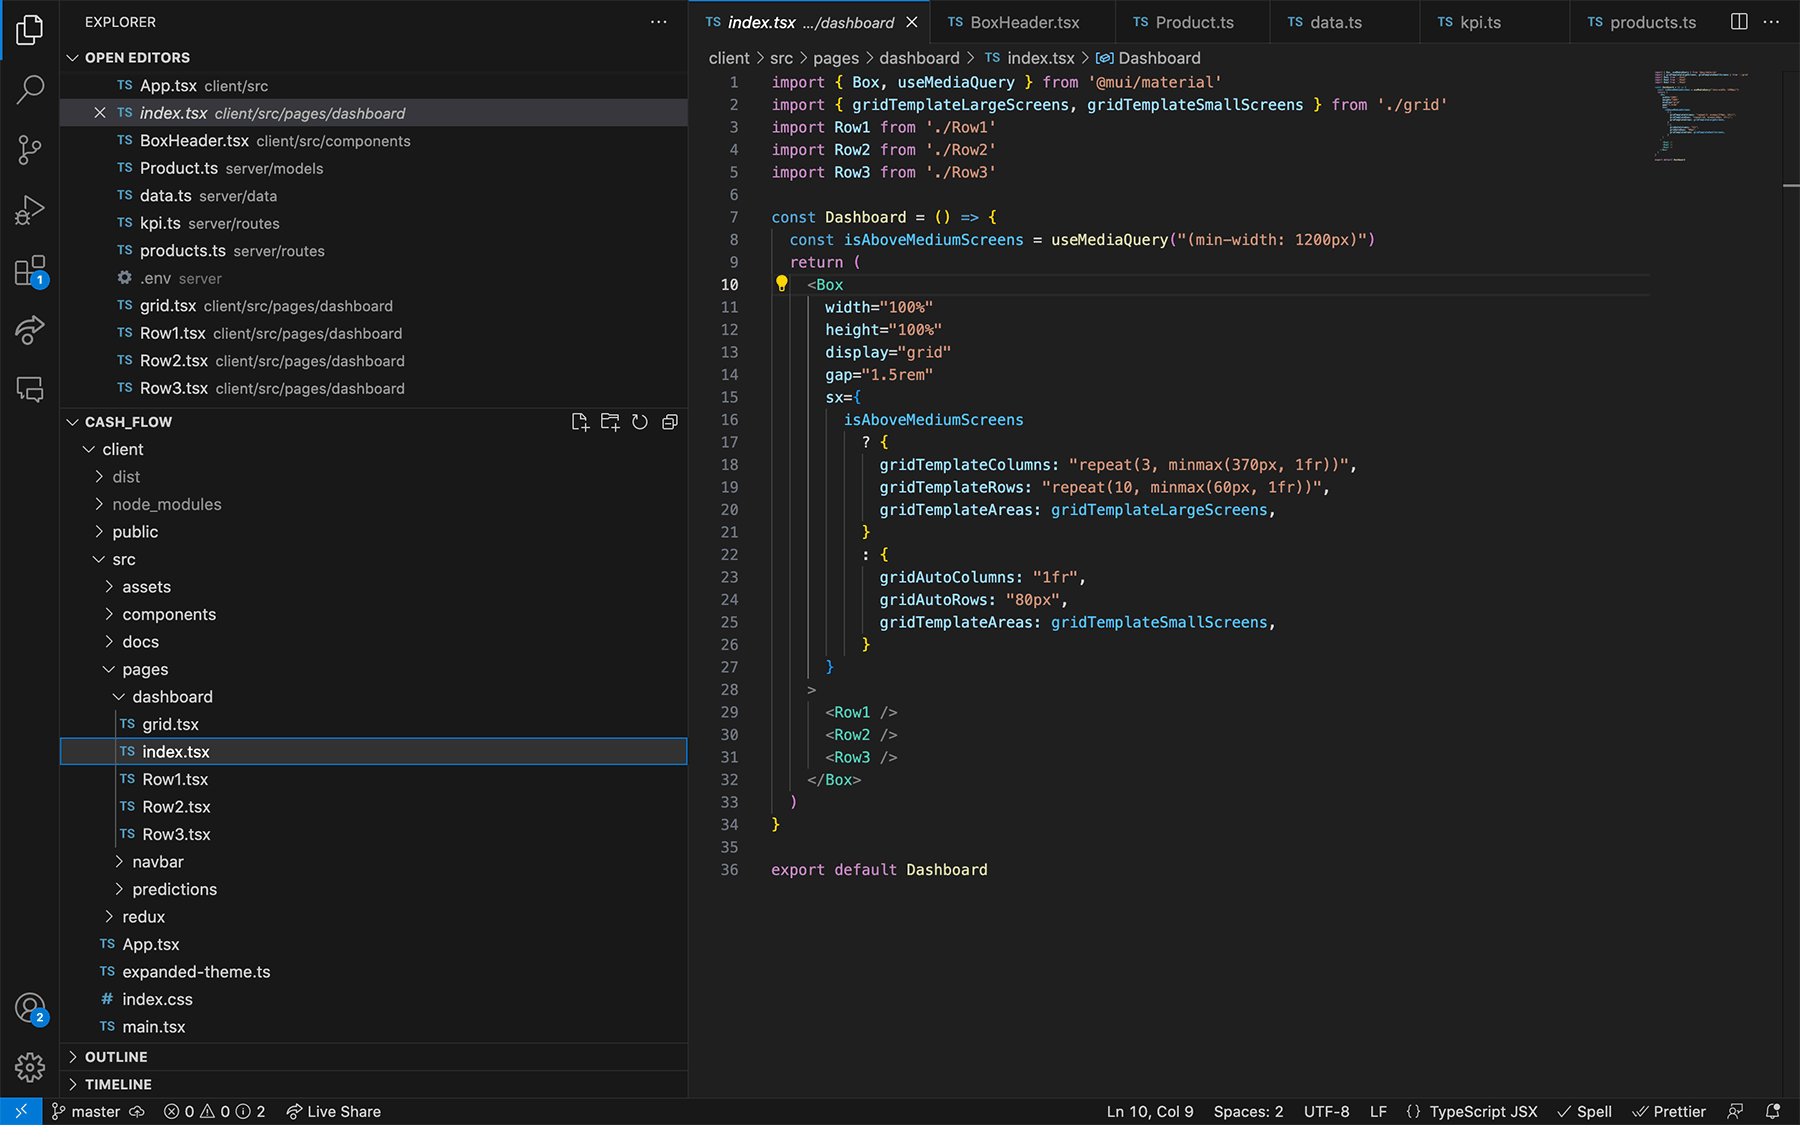 EXPLORER
OPEN EDITORS
TS App.tsx client/src
TS index.tsx client/src/pages/dashboard
TS BoxHeader.tsx client/src/components
TS Product.ts server/models
TS data.ts server/data
TS kpi.ts server/routes
TS products.ts server/routes
.env server
TS grid.tsx client/src/pages/dashboard
TS Row1.tsx client/src/pages/dashboard
TS Row2.tsx client/src/pages/dashboard
TS Row3.tsx client/src/pages/dashboard
CASH_FLOW
client
dist
node_modules
public
src
assets
components
docs
pages
dashboard
TS grid.tsx
TS index.tsx
TS Row1.tsx
TS Row2.tsx
TS Row3.tsx
navbar
predictions
redux
TS App.tsx
TS expanded-theme.ts
# index.css
TS main.tsx
OUTLINE
TIMELINE
1
2
TS index.tsx .../dashboard
TS BoxHeader.tsx
TS Product.ts
TS data.ts
TS kpi.ts
TS products.ts
client > src > pages > dashboard > TS index.tsx > Dashboard
1 import { Box, useMediaQuery } from '@mui/material'
2 import { gridTemplateLargeScreens, gridTemplateSmallScreens } from './grid'
3 import Row1 from './Row1'
4 import Row2 from './Row2'
5 import Row3 from './Row3'
6
7 const Dashboard = () => {
8 const isAboveMediumScreens = useMediaQuery("(min-width: 1200px)")
9 return (
10 <Box
11 width="100%"
12 height="100%"
13 display="grid"
14 gap="1.5rem"
15 sx={
16 isAboveMediumScreens
17 ? {
18 gridTemplateColumns: "repeat(3, minmax(370px, 1fr))",
19 gridTemplateRows: "repeat(10, minmax(60px, 1fr))",
20 gridTemplateAreas: gridTemplateLargeScreens,
21 }
22 : {
23 gridAutoColumns: "1fr",
24 gridAutoRows: "80px",
25 gridTemplateAreas: gridTemplateSmallScreens,
26 }
27 }
28 >
29 <Row1 />
30 <Row2 />
31 <Row3 />
32 </Box>
33 )
34 }
35
36 export default Dashboard
master 0 0 2 Live Share
Ln 10, Col 9 Spaces: 2 UTF-8 LF {} TypeScript JSX Spell Prettier